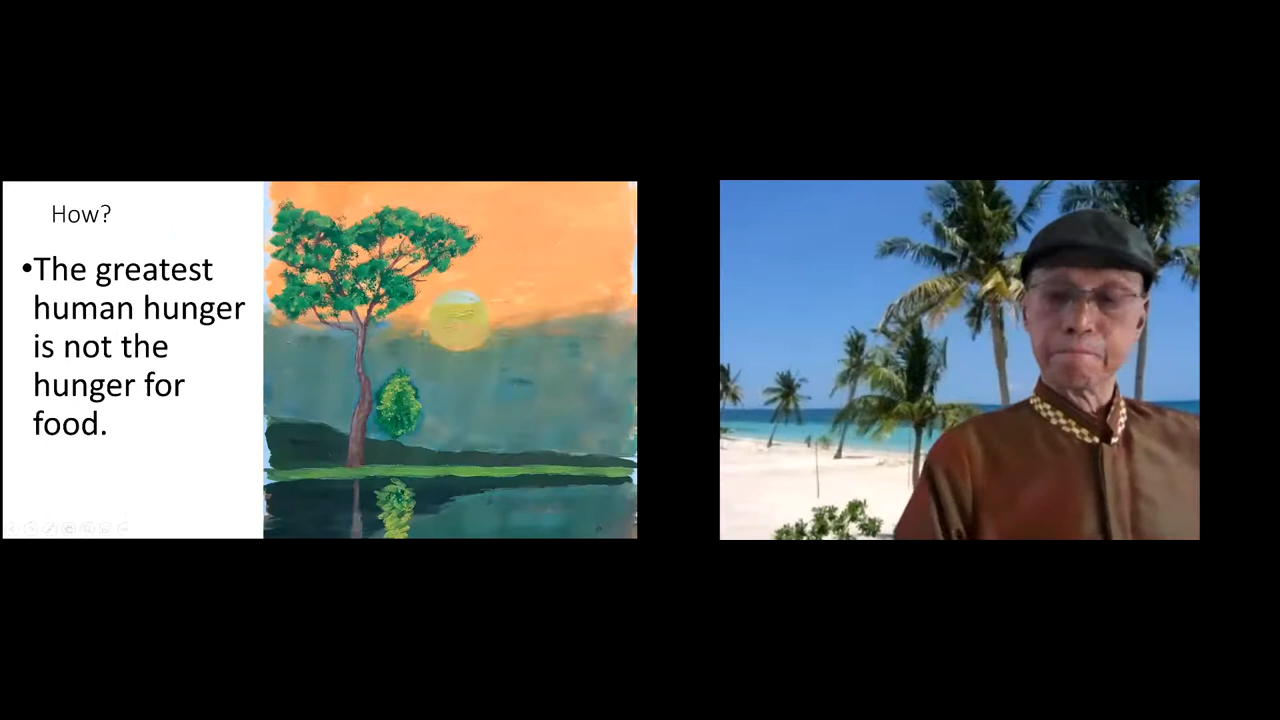 How?
•The greatest
human hunger
is not the
hunger for
food.